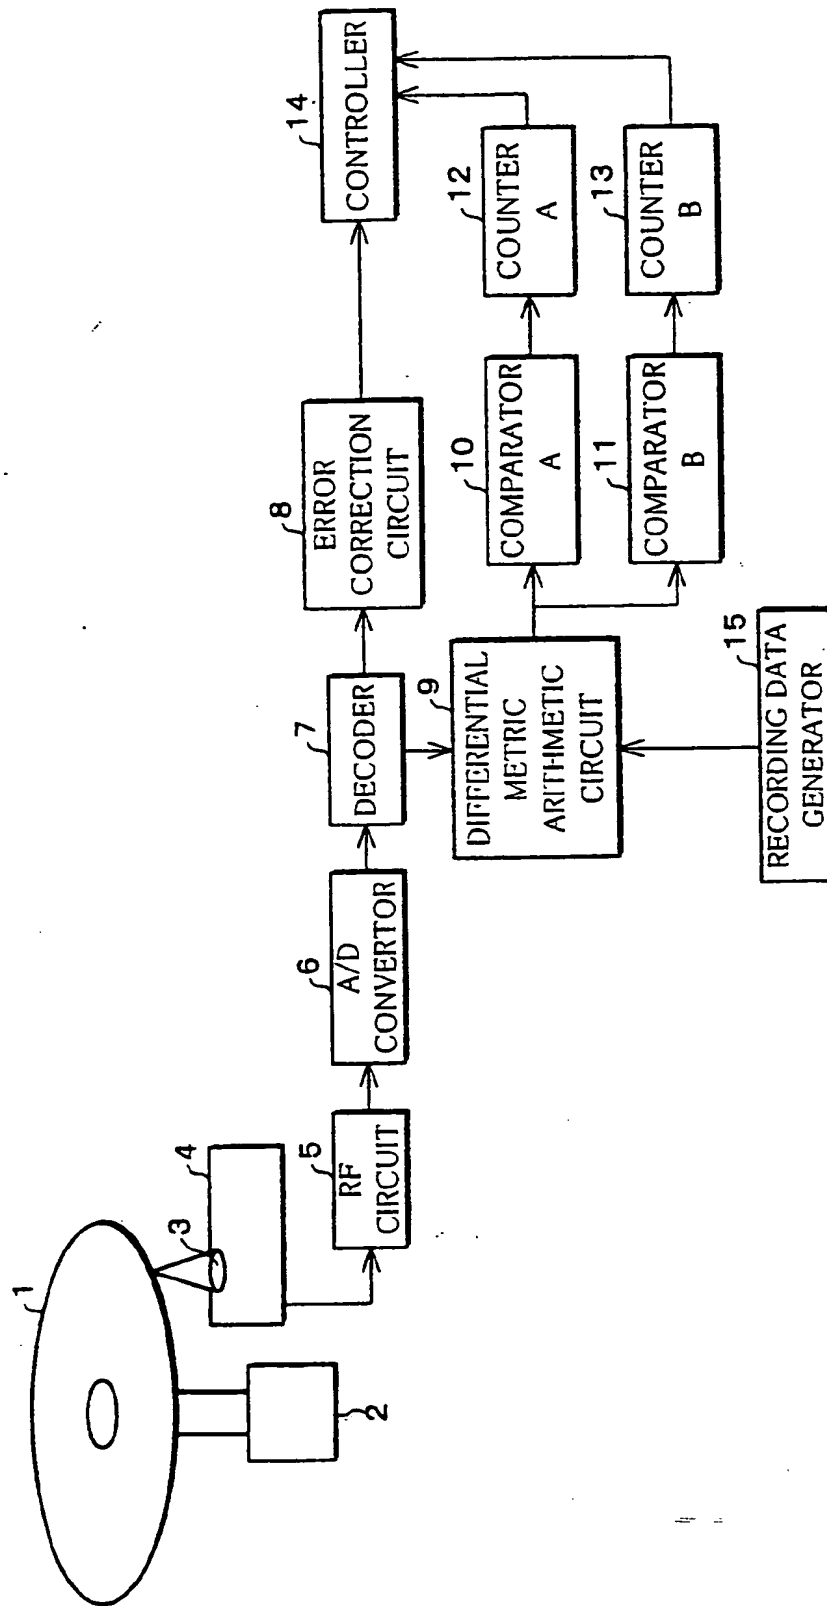 1
2
3
4
5
RF
CIRCUIT
6
A/D
CONVERTOR
7
DECODER
8
ERROR
CORRECTION
CIRCUIT
14
CONTROLLER
9
DIFFERENTIAL
METRIC
ARITHMETIC
CIRCUIT
10
COMPARATOR
A
12
COUNTER
A
11
COMPARATOR
B
13
COUNTER
B
15
RECORDING DATA
GENERATOR